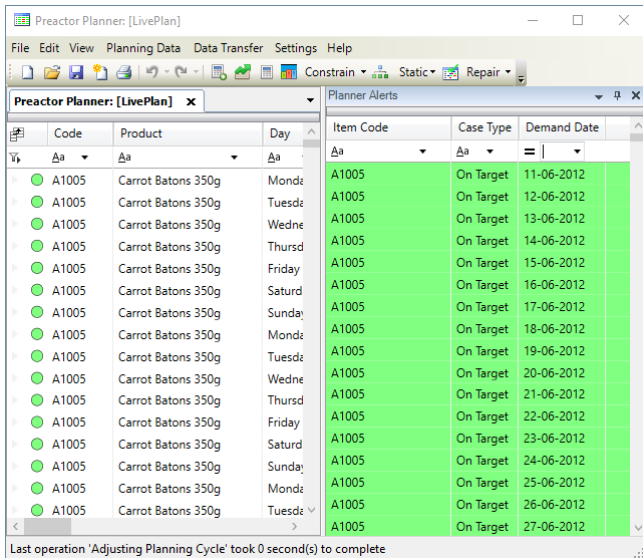 Preactor Planner: [LivePlan]
File Edit View Planning Data Data Transfer Settings Help
Constrain Static Repair
Preactor Planner: [LivePlan] x
Code Product Day
Aa Aa Aa
A1005 Carrot Batons 350g Monda
A1005 Carrot Batons 350g Tuesda
A1005 Carrot Batons 350g Wedne
A1005 Carrot Batons 350g Thursd
A1005 Carrot Batons 350g Friday
A1005 Carrot Batons 350g Saturd
A1005 Carrot Batons 350g Sunday
A1005 Carrot Batons 350g Monda
A1005 Carrot Batons 350g Tuesda
A1005 Carrot Batons 350g Wedne
A1005 Carrot Batons 350g Thursd
A1005 Carrot Batons 350g Friday
A1005 Carrot Batons 350g Saturd
A1005 Carrot Batons 350g Sunday
A1005 Carrot Batons 350g Monda
A1005 Carrot Batons 350g Tuesda
Planner Alerts
Item Code Case Type Demand Date
Aa Aa =
A1005 On Target 11-06-2012
A1005 On Target 12-06-2012
A1005 On Target 13-06-2012
A1005 On Target 14-06-2012
A1005 On Target 15-06-2012
A1005 On Target 16-06-2012
A1005 On Target 17-06-2012
A1005 On Target 18-06-2012
A1005 On Target 19-06-2012
A1005 On Target 20-06-2012
A1005 On Target 21-06-2012
A1005 On Target 22-06-2012
A1005 On Target 23-06-2012
A1005 On Target 24-06-2012
A1005 On Target 25-06-2012
A1005 On Target 26-06-2012
A1005 On Target 27-06-2012
Last operation 'Adjusting Planning Cycle' took 0 second(s) to complete